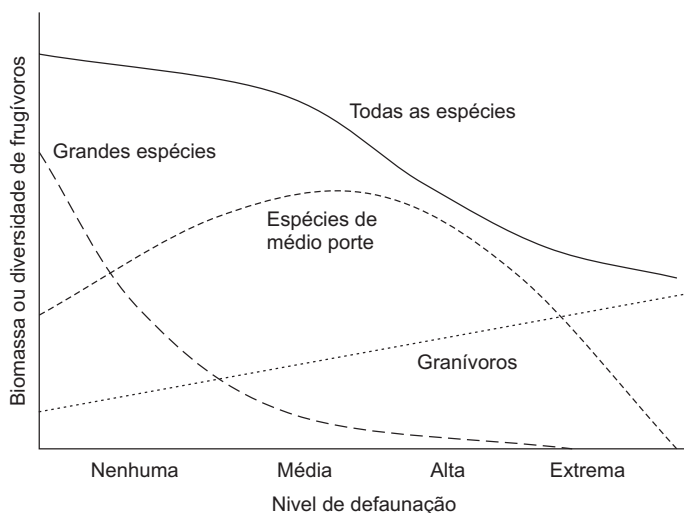 Biomassa ou diversidade de frugívoros
Todas as espécies
Grandes espécies
Espécies de
médio porte
Granívoros
Nenhuma Média Alta Extrema
Nivel de defaunação